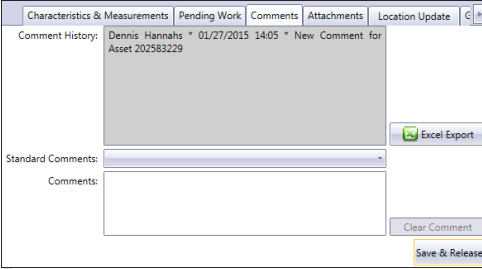 Characteristics & Measurements Pending Work Comments Attachments Location Update G
Comment History: Dennis Hannahs * 01/27/2015 14:05 * New Comment for
Asset 202583229
Excel Export
Standard Comments:
Comments:
Clear Comment
Save & Release